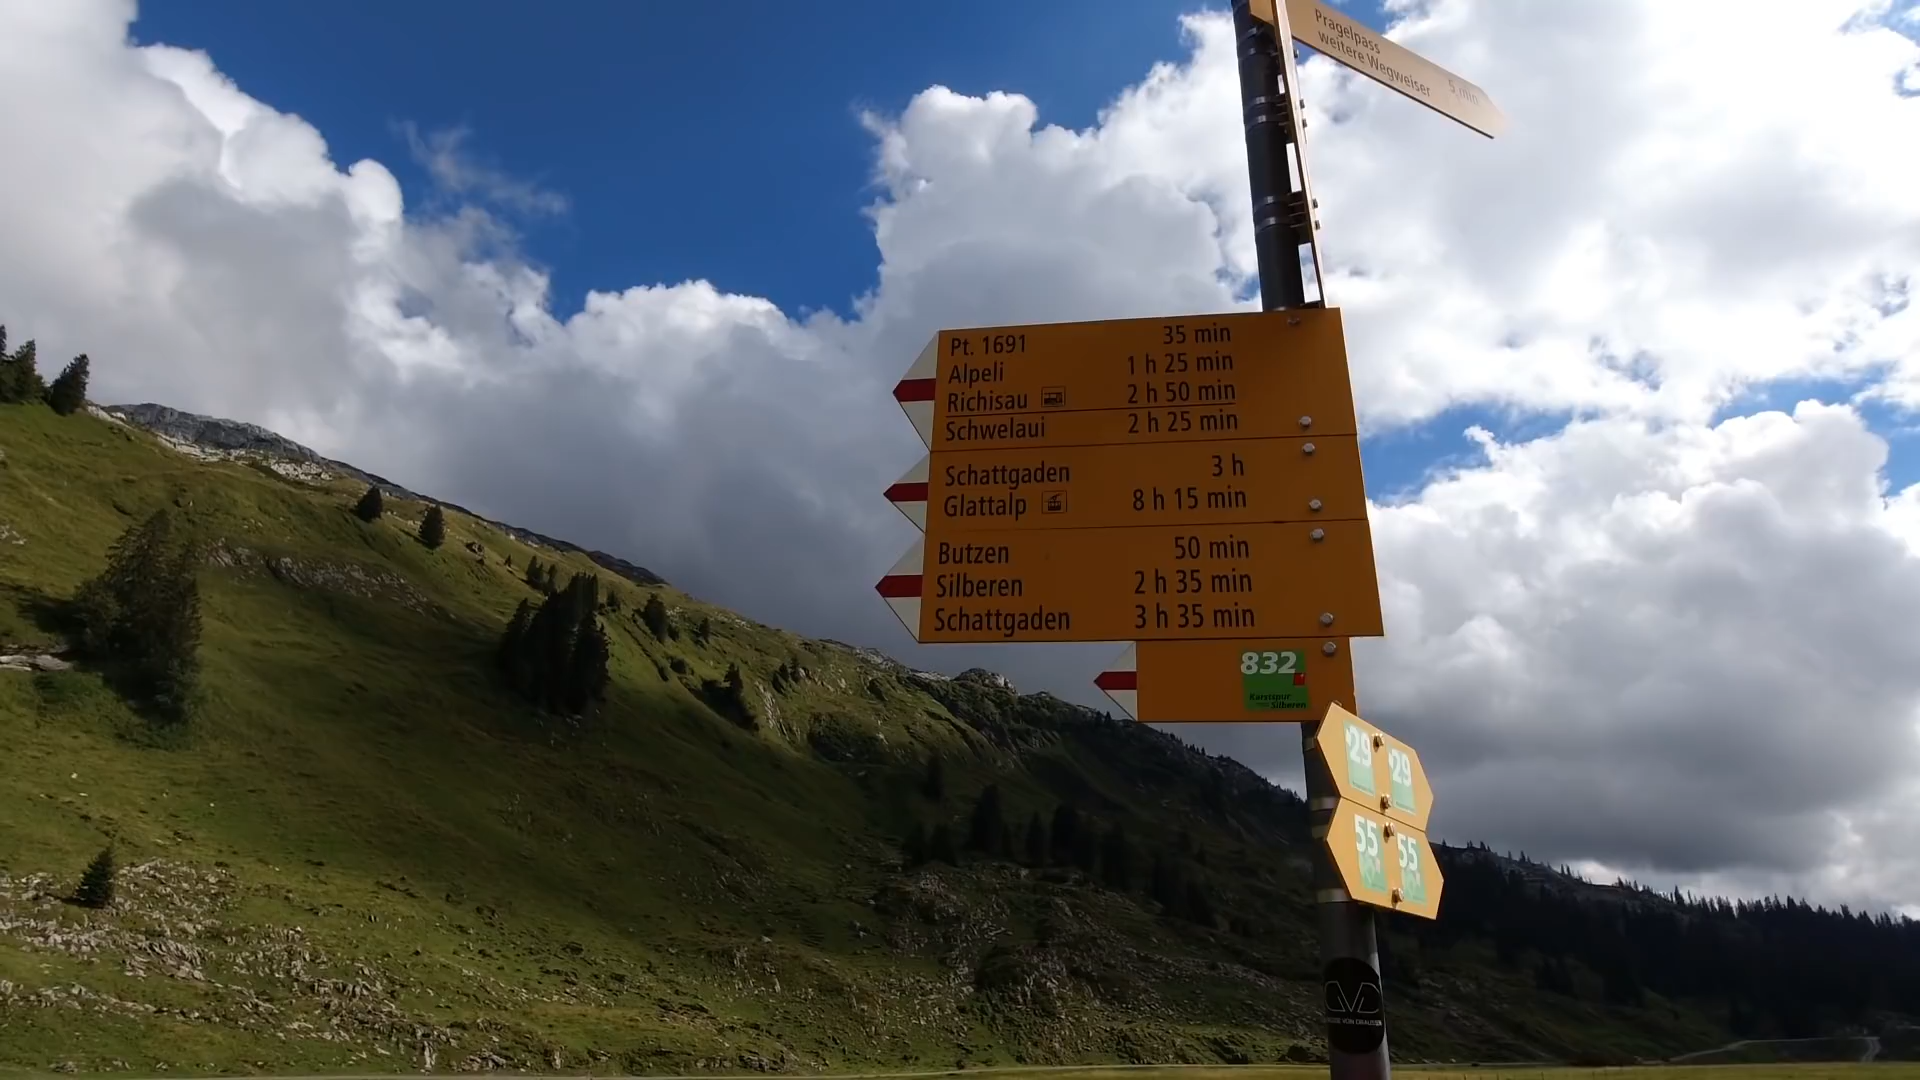 Pragelpass
weitere Wegweiser 5 min
Pt. 1691 35 min
Alpeli 1 h 25 min
Richisau 2 h 50 min
Schwelaui 2 h 25 min
Schattgaden 3 h
Glattalp 8 h 15 min
Butzen 50 min
Silberen 2 h 35 min
Schattgaden 3 h 35 min
832
Karstspur
Silberen
29 29
55 55